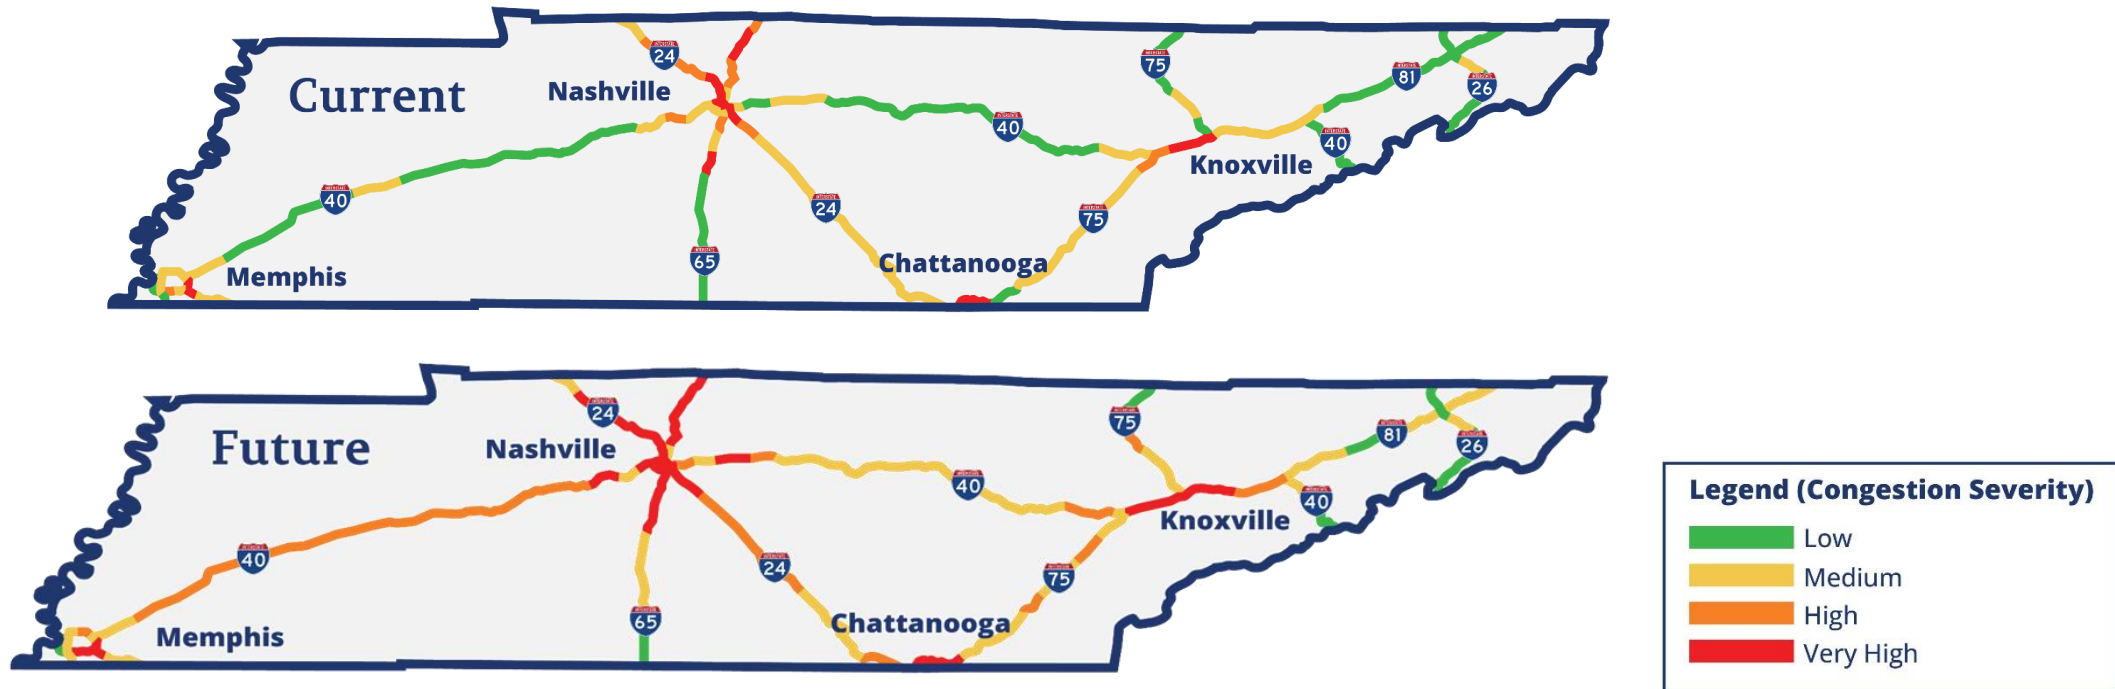 Current
Nashville
Memphis
Chattanooga
Knoxville
24
40
65
24
40
75
75
40
81
26
Future
Nashville
Memphis
Chattanooga
Knoxville
24
40
65
24
40
75
75
40
81
26
Legend (Congestion Severity)
Low
Medium
High
Very High